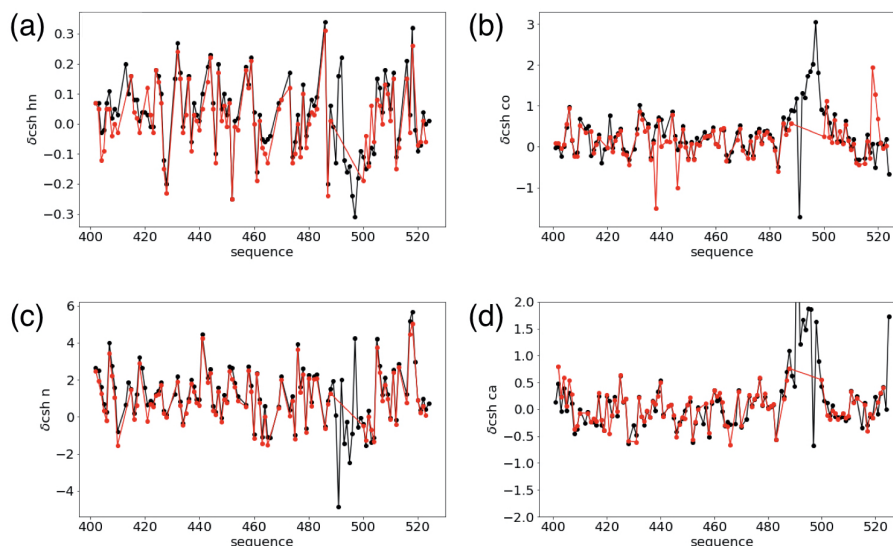 (a)
δcsh hn
0.3
0.2
0.1
0.0
−0.1
−0.2
−0.3
400 420 440 460 480 500 520
sequence
(b)
δcsh co
3
2
1
0
−1
400 420 440 460 480 500 520
sequence
(c)
δcsh n
6
4
2
0
−2
−4
400 420 440 460 480 500 520
sequence
(d)
δcsh ca
2.0
1.5
1.0
0.5
0.0
−0.5
−1.0
−1.5
−2.0
400 420 440 460 480 500 520
sequence